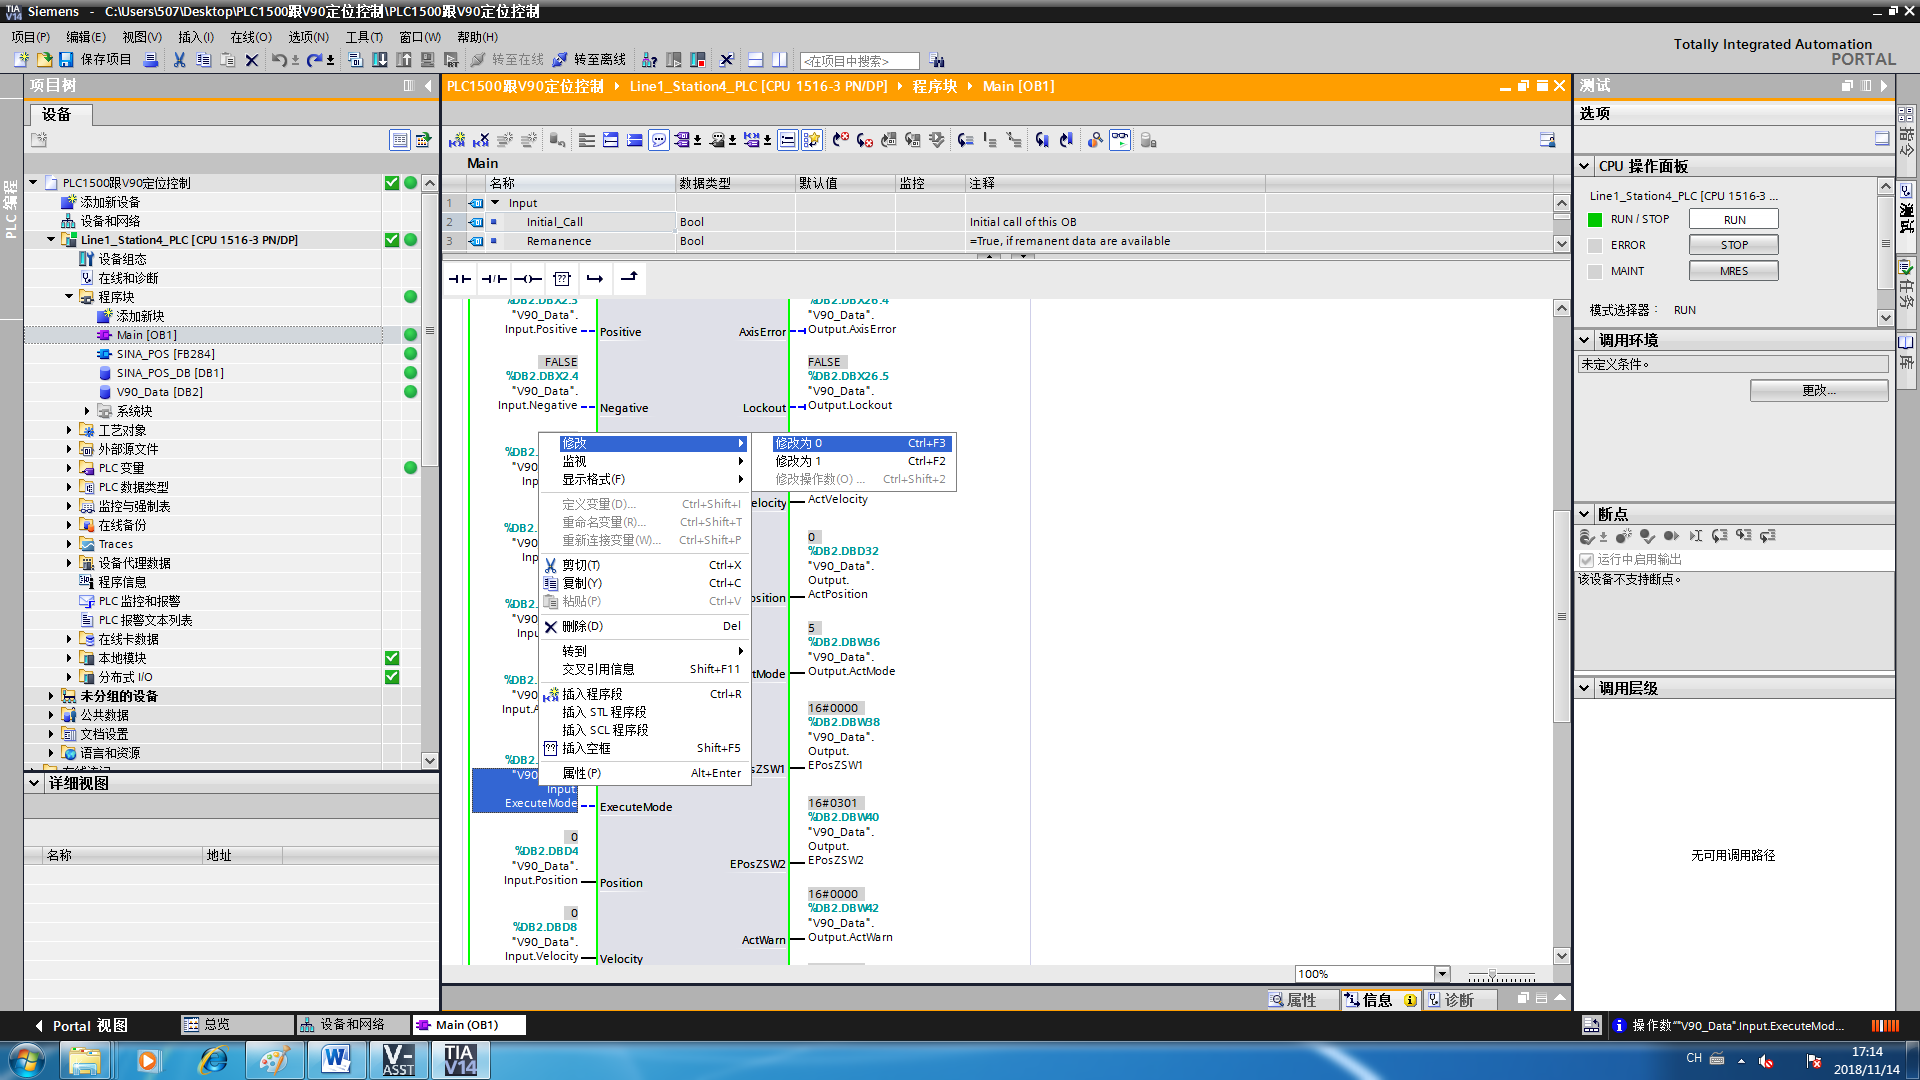 Siemens - C:\Users\507\Desktop\PLC1500跟V90定位控制\PLC1500跟V90定位控制
项目(P) 编辑(E) 视图(V) 插入(I) 在线(O) 选项(N) 工具(T) 窗口(W) 帮助(H)
Totally Integrated Automation
PORTAL
保存项目 转至在线 转至离线 <在项目中搜索>
项目树
PLC1500跟V90定位控制 Line1_Station4_PLC [CPU 1516-3 PN/DP] 程序块 Main [OB1]
测试
设备
选项
PLC 编程
PLC1500跟V90定位控制
添加新设备
设备和网络
Line1_Station4_PLC [CPU 1516-3 PN/DP]
设备组态
在线和诊断
程序块
添加新块
Main [OB1]
SINA_POS [FB284]
SINA_POS_DB [DB1]
V90_Data [DB2]
系统块
工艺对象
外部源文件
PLC 变量
PLC 数据类型
监控与强制表
在线备份
Traces
设备代理数据
程序信息
PLC 监控和报警
PLC 报警文本列表
在线卡数据
本地模块
分布式 I/O
未分组的设备
公共数据
文档设置
语言和资源
详细视图
名称 地址
Main
名称 数据类型 默认值 监控 注释
1 Input
2 Initial_Call Bool Initial call of this OB
3 Remanence Bool =True, if remanent data are available
%DB2.DBX2.3
"V90_Data".
Input.Positive Positive
FALSE
%DB2.DBX2.4
"V90_Data".
Input.Negative Negative
%DB2.
"V90
Inp
%DB2.
"V90
Inp
%DB2.
"V90
Inpu
%DB2.
"V90
Input.A
%DB2.
"V90
Input.
ExecuteMode ExecuteMode
0
%DB2.DBD4
"V90_Data".
Input.Position Position
0
%DB2.DBD8
"V90_Data".
Input.Velocity Velocity
%DB2.DBX26.4
"V90_Data".
AxisError Output.AxisError
FALSE
%DB2.DBX26.5
"V90_Data".
Lockout Output.Lockout
elocity ActVelocity
0
%DB2.DBD32
"V90_Data".
Output.
osition ActPosition
5
%DB2.DBW36
"V90_Data".
tMode Output.ActMode
16#0000
%DB2.DBW38
"V90_Data".
Output.
sZSW1 EPosZSW1
16#0301
%DB2.DBW40
"V90_Data".
Output.
EPosZSW2 EPosZSW2
16#0000
%DB2.DBW42
"V90_Data".
ActWarn Output.ActWarn
修改
监视
显示格式(F)
定义变量(D)... Ctrl+Shift+I
重命名变量(R)... Ctrl+Shift+T
重新连接变量(W)... Ctrl+Shift+P
剪切(T) Ctrl+X
复制(Y) Ctrl+C
粘贴(P) Ctrl+V
删除(D) Del
转到
交叉引用信息 Shift+F11
插入程序段 Ctrl+R
插入 STL 程序段
插入 SCL 程序段
插入空框 Shift+F5
属性(P) Alt+Enter
修改为 0 Ctrl+F3
修改为 1 Ctrl+F2
修改操作数(O) ... Ctrl+Shift+2
100%
属性 信息 诊断
CPU 操作面板
Line1_Station4_PLC [CPU 1516-3 ...
RUN / STOP RUN
ERROR STOP
MAINT MRES
模式选择器： RUN
调用环境
未定义条件。
更改...
断点
运行中启用输出
该设备不支持断点。
调用层级
无可用调用路径
指令
测试
任务
库
Portal 视图 总览 设备和网络 Main (OB1)
操作数“"V90_Data".Input.ExecuteMod...
V-
ASST
TIA
V14
CH
17:14
2018/11/14